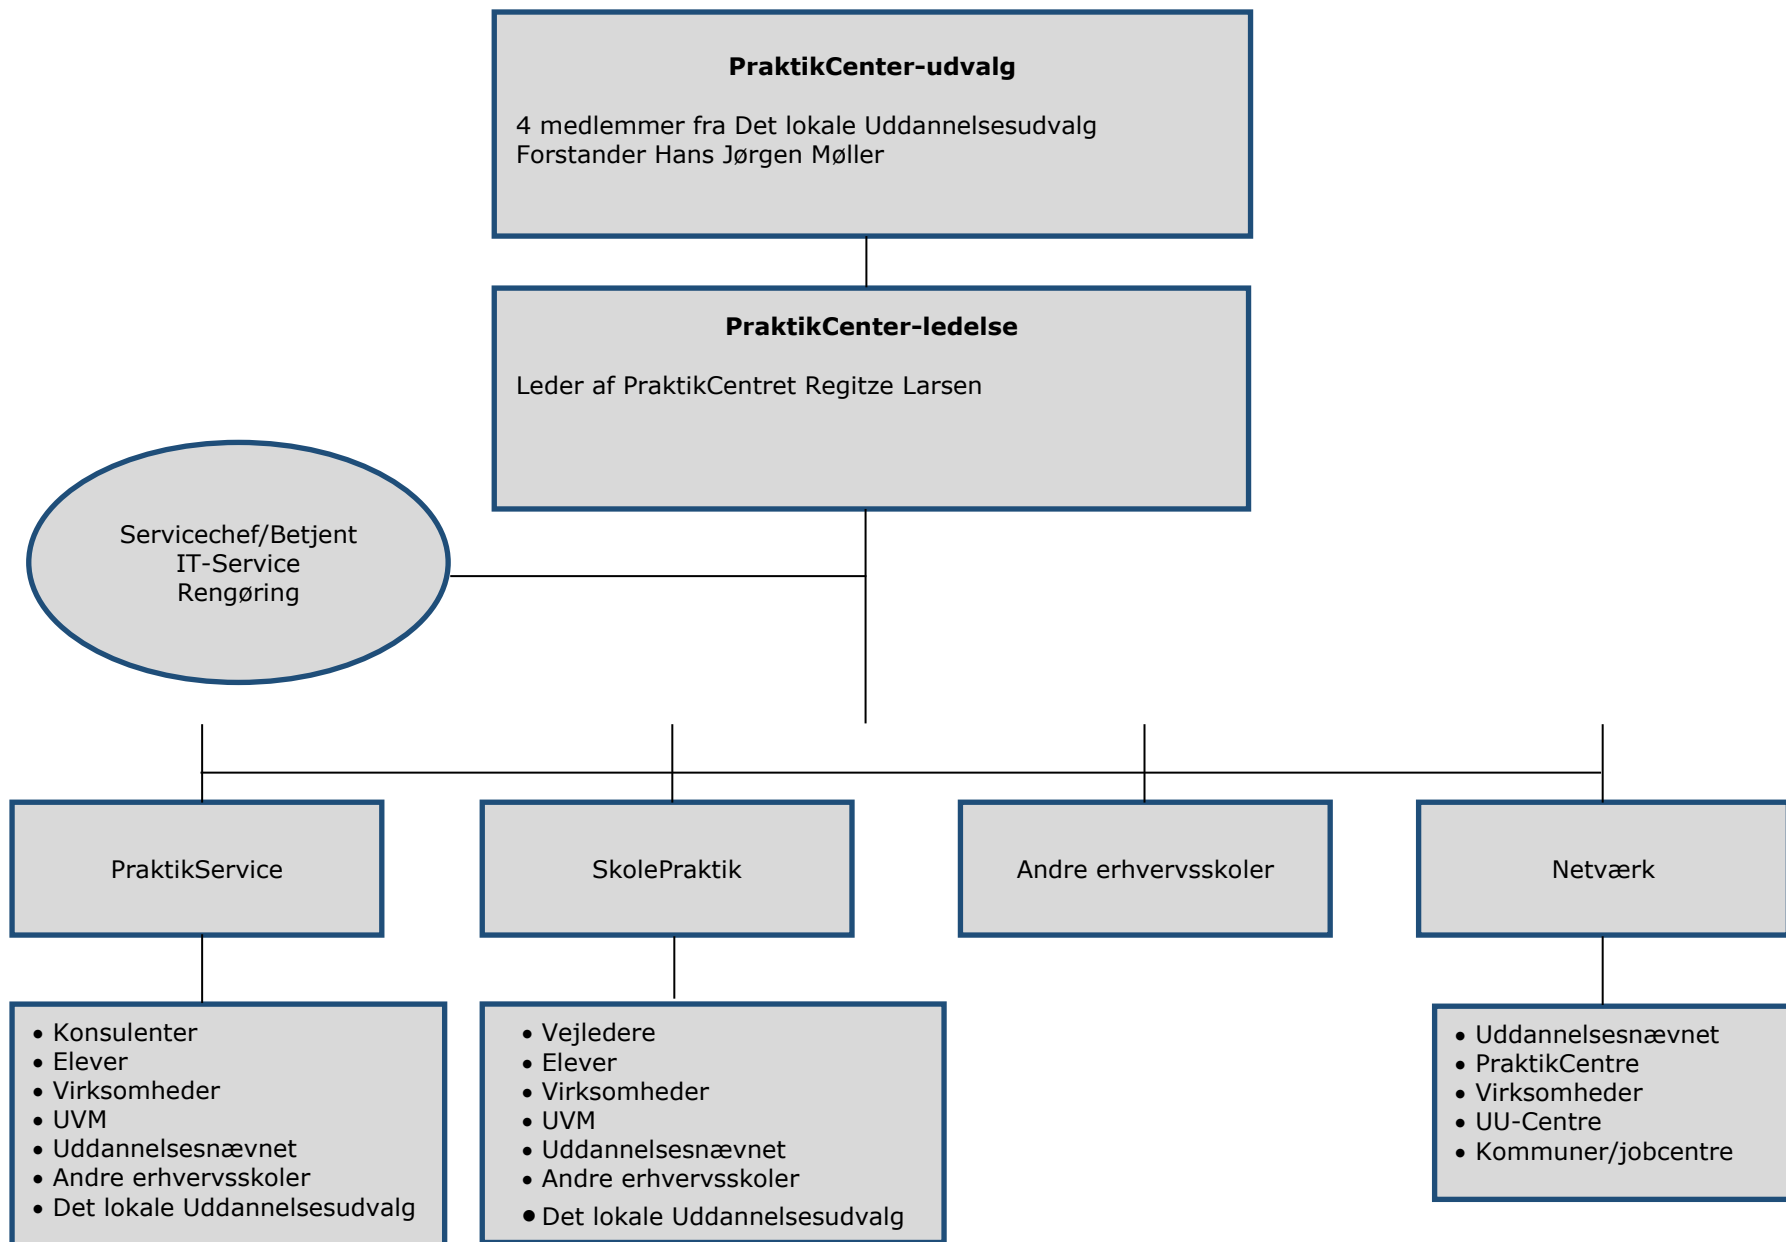 PraktikCenter-udvalg
4 medlemmer fra Det lokale Uddannelsesudvalg
Forstander Hans Jørgen Møller
PraktikCenter-ledelse
Leder af PraktikCentret Regitze Larsen
Servicechef/Betjent
IT-Service
Rengøring
PraktikService
SkolePraktik
Andre erhvervsskoler
Netværk
• Konsulenter
• Elever
• Virksomheder
• UVM
• Uddannelsesnævnet
• Andre erhvervsskoler
• Det lokale Uddannelsesudvalg
• Vejledere
• Elever
• Virksomheder
• UVM
• Uddannelsesnævnet
• Andre erhvervsskoler
• Det lokale Uddannelsesudvalg
• Uddannelsesnævnet
• PraktikCentre
• Virksomheder
• UU-Centre
• Kommuner/jobcentre